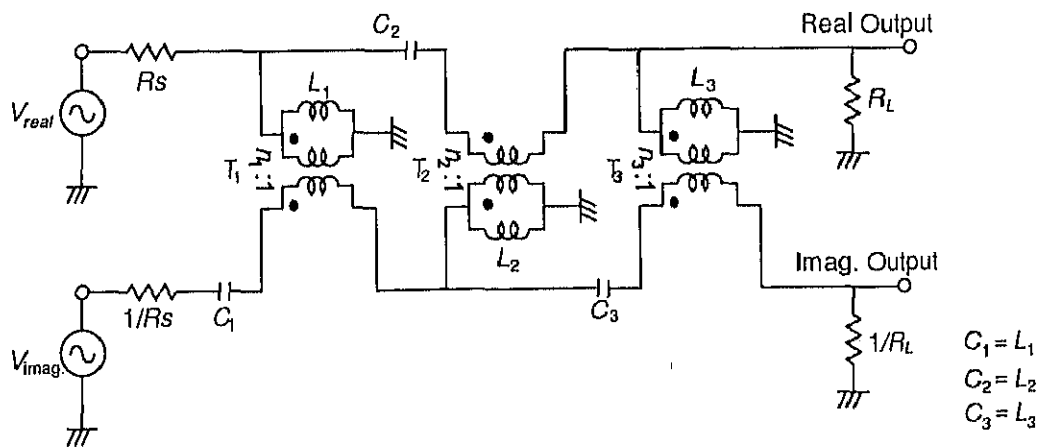 C2
Real Output
Rs
L1
L3
RL
Vreal
T1
n1:1
T2
n2:1
T3
n3:1
L2
Imag. Output
1/Rs
C1
C3
Vimag.
1/RL
C1 = L1
C2 = L2
C3 = L3